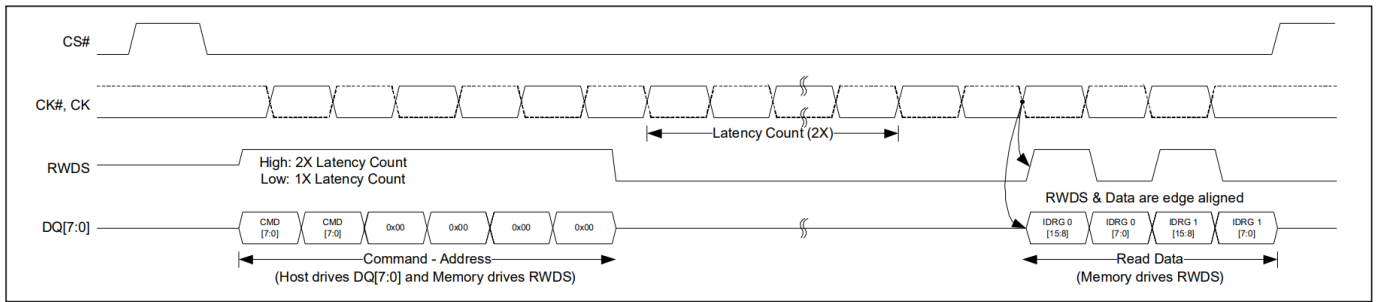 CS#
CK#, CK
Latency Count (2X)
RWDS
High: 2X Latency Count
Low: 1X Latency Count
RWDS & Data are edge aligned
DQ[7:0]
CMD [7:0] CMD [7:0] 0x00 0x00 0x00 0x00 IDRG 0 [15:8] IDRG 0 [7:0] IDRG 1 [15:8] IDRG 1 [7:0]
Command - Address
Read Data
(Host drives DQ[7:0] and Memory drives RWDS)
(Memory drives RWDS)